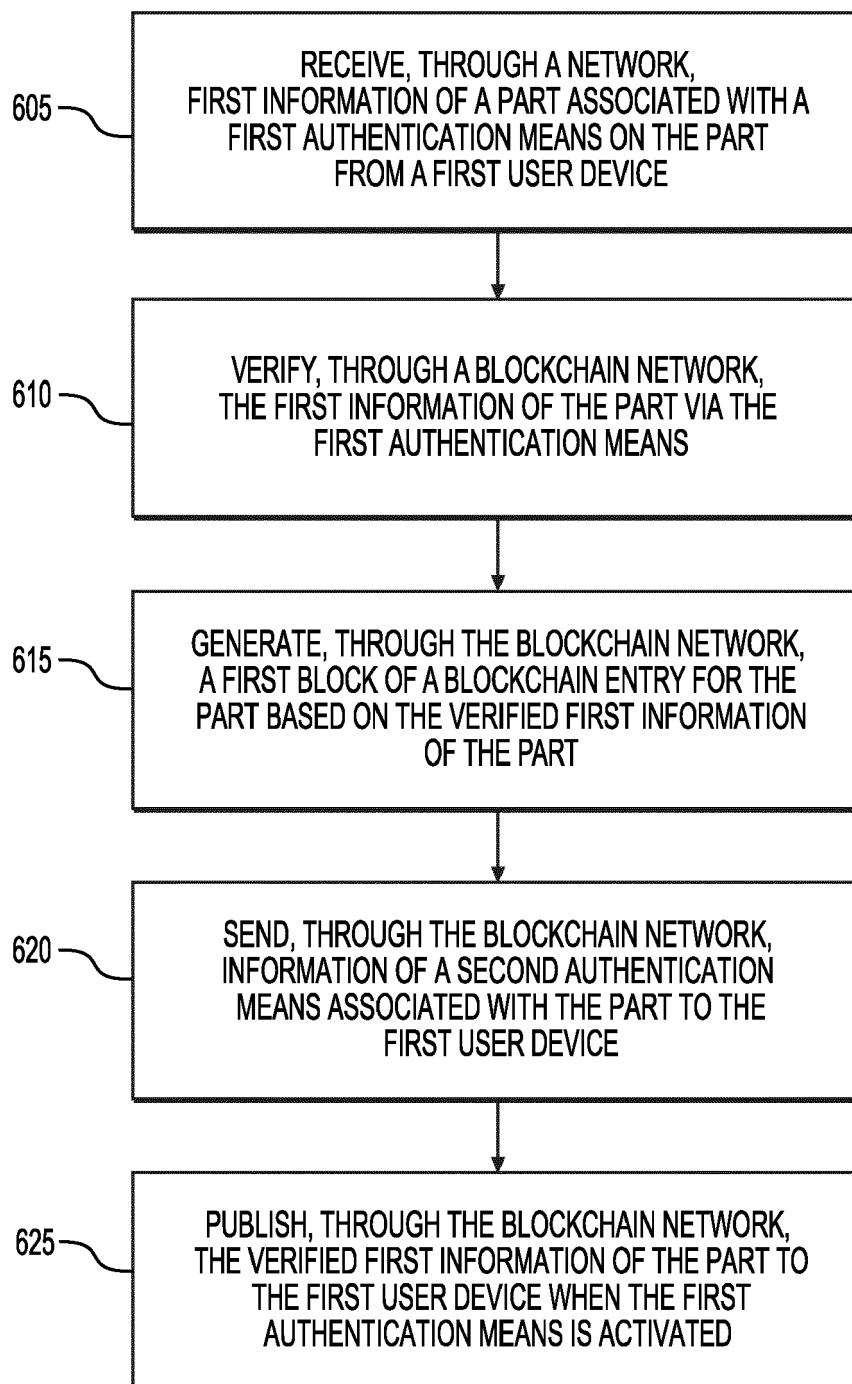 605
RECEIVE, THROUGH A NETWORK,
FIRST INFORMATION OF A PART ASSOCIATED WITH A
FIRST AUTHENTICATION MEANS ON THE PART
FROM A FIRST USER DEVICE
610
VERIFY, THROUGH A BLOCKCHAIN NETWORK,
THE FIRST INFORMATION OF THE PART VIA THE
FIRST AUTHENTICATION MEANS
615
GENERATE, THROUGH THE BLOCKCHAIN NETWORK,
A FIRST BLOCK OF A BLOCKCHAIN ENTRY FOR THE
PART BASED ON THE VERIFIED FIRST INFORMATION
OF THE PART
620
SEND, THROUGH THE BLOCKCHAIN NETWORK,
INFORMATION OF A SECOND AUTHENTICATION
MEANS ASSOCIATED WITH THE PART TO THE
FIRST USER DEVICE
625
PUBLISH, THROUGH THE BLOCKCHAIN NETWORK,
THE VERIFIED FIRST INFORMATION OF THE PART TO
THE FIRST USER DEVICE WHEN THE FIRST
AUTHENTICATION MEANS IS ACTIVATED